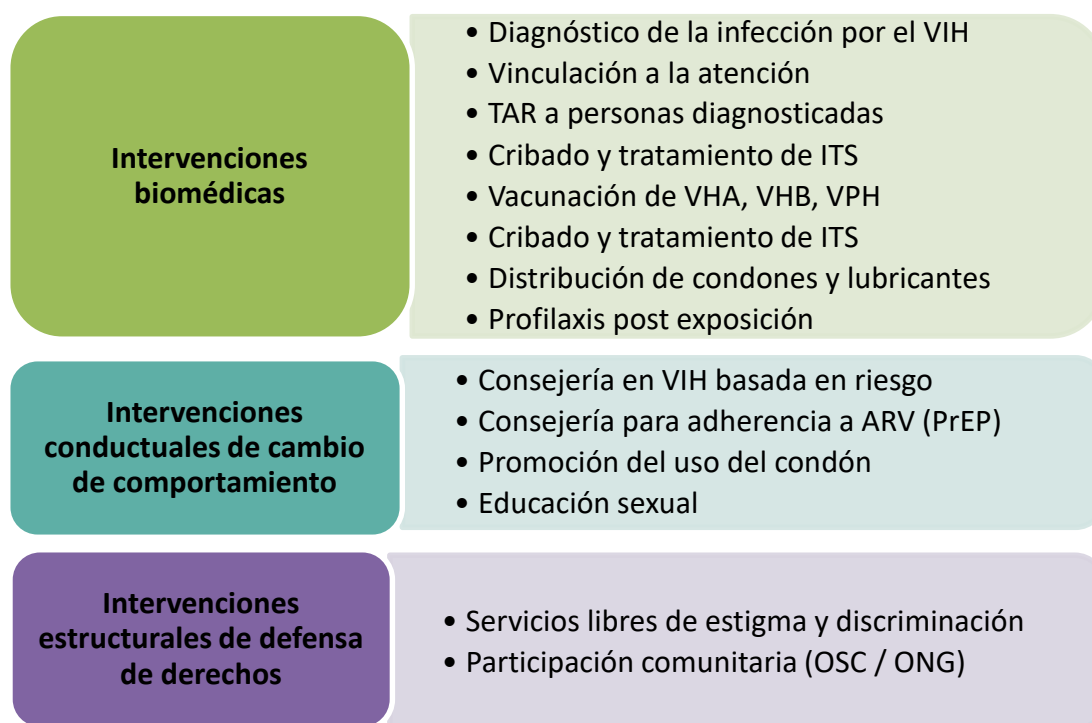 Intervenciones
biomédicas
• Diagnóstico de la infección por el VIH
• Vinculación a la atención
• TAR a personas diagnosticadas
• Cribado y tratamiento de ITS
• Vacunación de VHA, VHB, VPH
• Cribado y tratamiento de ITS
• Distribución de condones y lubricantes
• Profilaxis post exposición
Intervenciones
conductuales de cambio
de comportamiento
• Consejería en VIH basada en riesgo
• Consejería para adherencia a ARV (PrEP)
• Promoción del uso del condón
• Educación sexual
Intervenciones
estructurales de defensa
de derechos
• Servicios libres de estigma y discriminación
• Participación comunitaria (OSC / ONG)